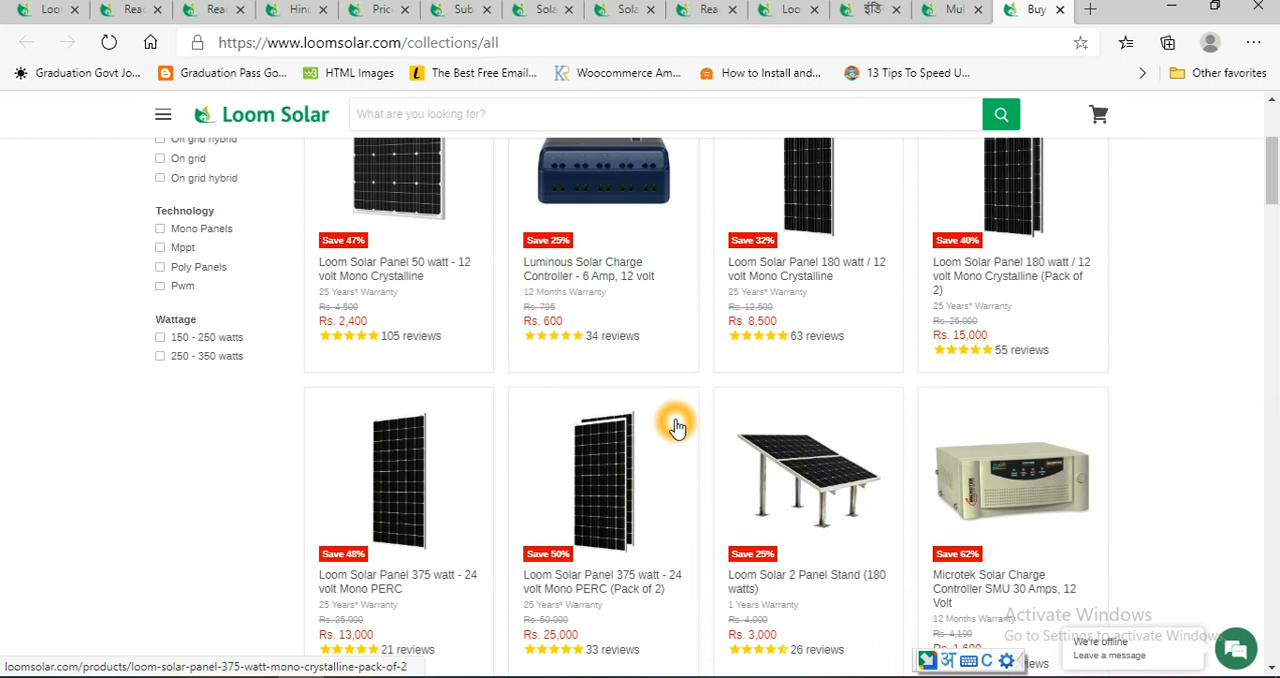 Loo
Rea
Rea
Hin
Pric
Sub
Sola
Sola
Rea
Loo
इंडि
Mul
Buy
https://www.loomsolar.com/collections/all
Graduation Govt Jo...
Graduation Pass Go...
HTML Images
The Best Free Email...
Woocommerce Am...
How to Install and...
13 Tips To Speed U...
Other favorites
Loom Solar
What are you looking for?
Off grid hybrid
On grid
On grid hybrid
Technology
Mono Panels
Mppt
Poly Panels
Pwm
Wattage
150 - 250 watts
250 - 350 watts
Save 47%
Loom Solar Panel 50 watt - 12
volt Mono Crystalline
25 Years* Warranty
Rs. 4,500
Rs. 2,400
105 reviews
Save 25%
Luminous Solar Charge
Controller - 6 Amp, 12 volt
12 Months Warranty
Rs. 795
Rs. 600
34 reviews
Save 32%
Loom Solar Panel 180 watt / 12
volt Mono Crystalline
25 Years* Warranty
Rs. 12,500
Rs. 8,500
63 reviews
Save 40%
Loom Solar Panel 180 watt / 12
volt Mono Crystalline (Pack of
2)
25 Years* Warranty
Rs. 25,000
Rs. 15,000
55 reviews
Save 48%
Loom Solar Panel 375 watt - 24
volt Mono PERC
25 Years* Warranty
Rs. 25,000
Rs. 13,000
21 reviews
Save 50%
Loom Solar Panel 375 watt - 24
volt Mono PERC (Pack of 2)
25 Years* Warranty
Rs. 50,000
Rs. 25,000
33 reviews
Save 25%
Loom Solar 2 Panel Stand (180
watts)
1 Years Warranty
Rs. 4,000
Rs. 3,000
26 reviews
Save 62%
Microtek Solar Charge
Controller SMU 30 Amps, 12
Volt
12 Months Warranty
Rs. 4,190
Rs. 1,600
Activate Windows
Go to Settings to activate Windows.
We're offline
Leave a message
अ
C
loomsolar.com/products/loom-solar-panel-375-watt-mono-crystalline-pack-of-2